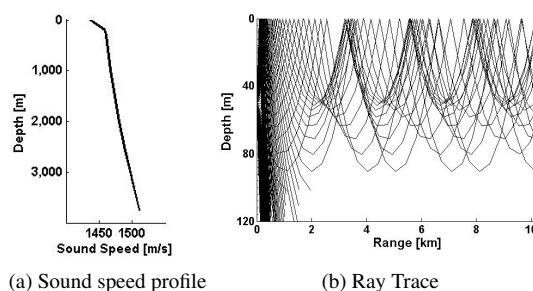 0
1,000
2,000
3,000
Depth [m]
1450 1500
Sound Speed [m/s]
(a) Sound speed profile
0
40
80
120
Depth [m]
0 2 4 6 8 10
Range [km]
(b) Ray Trace